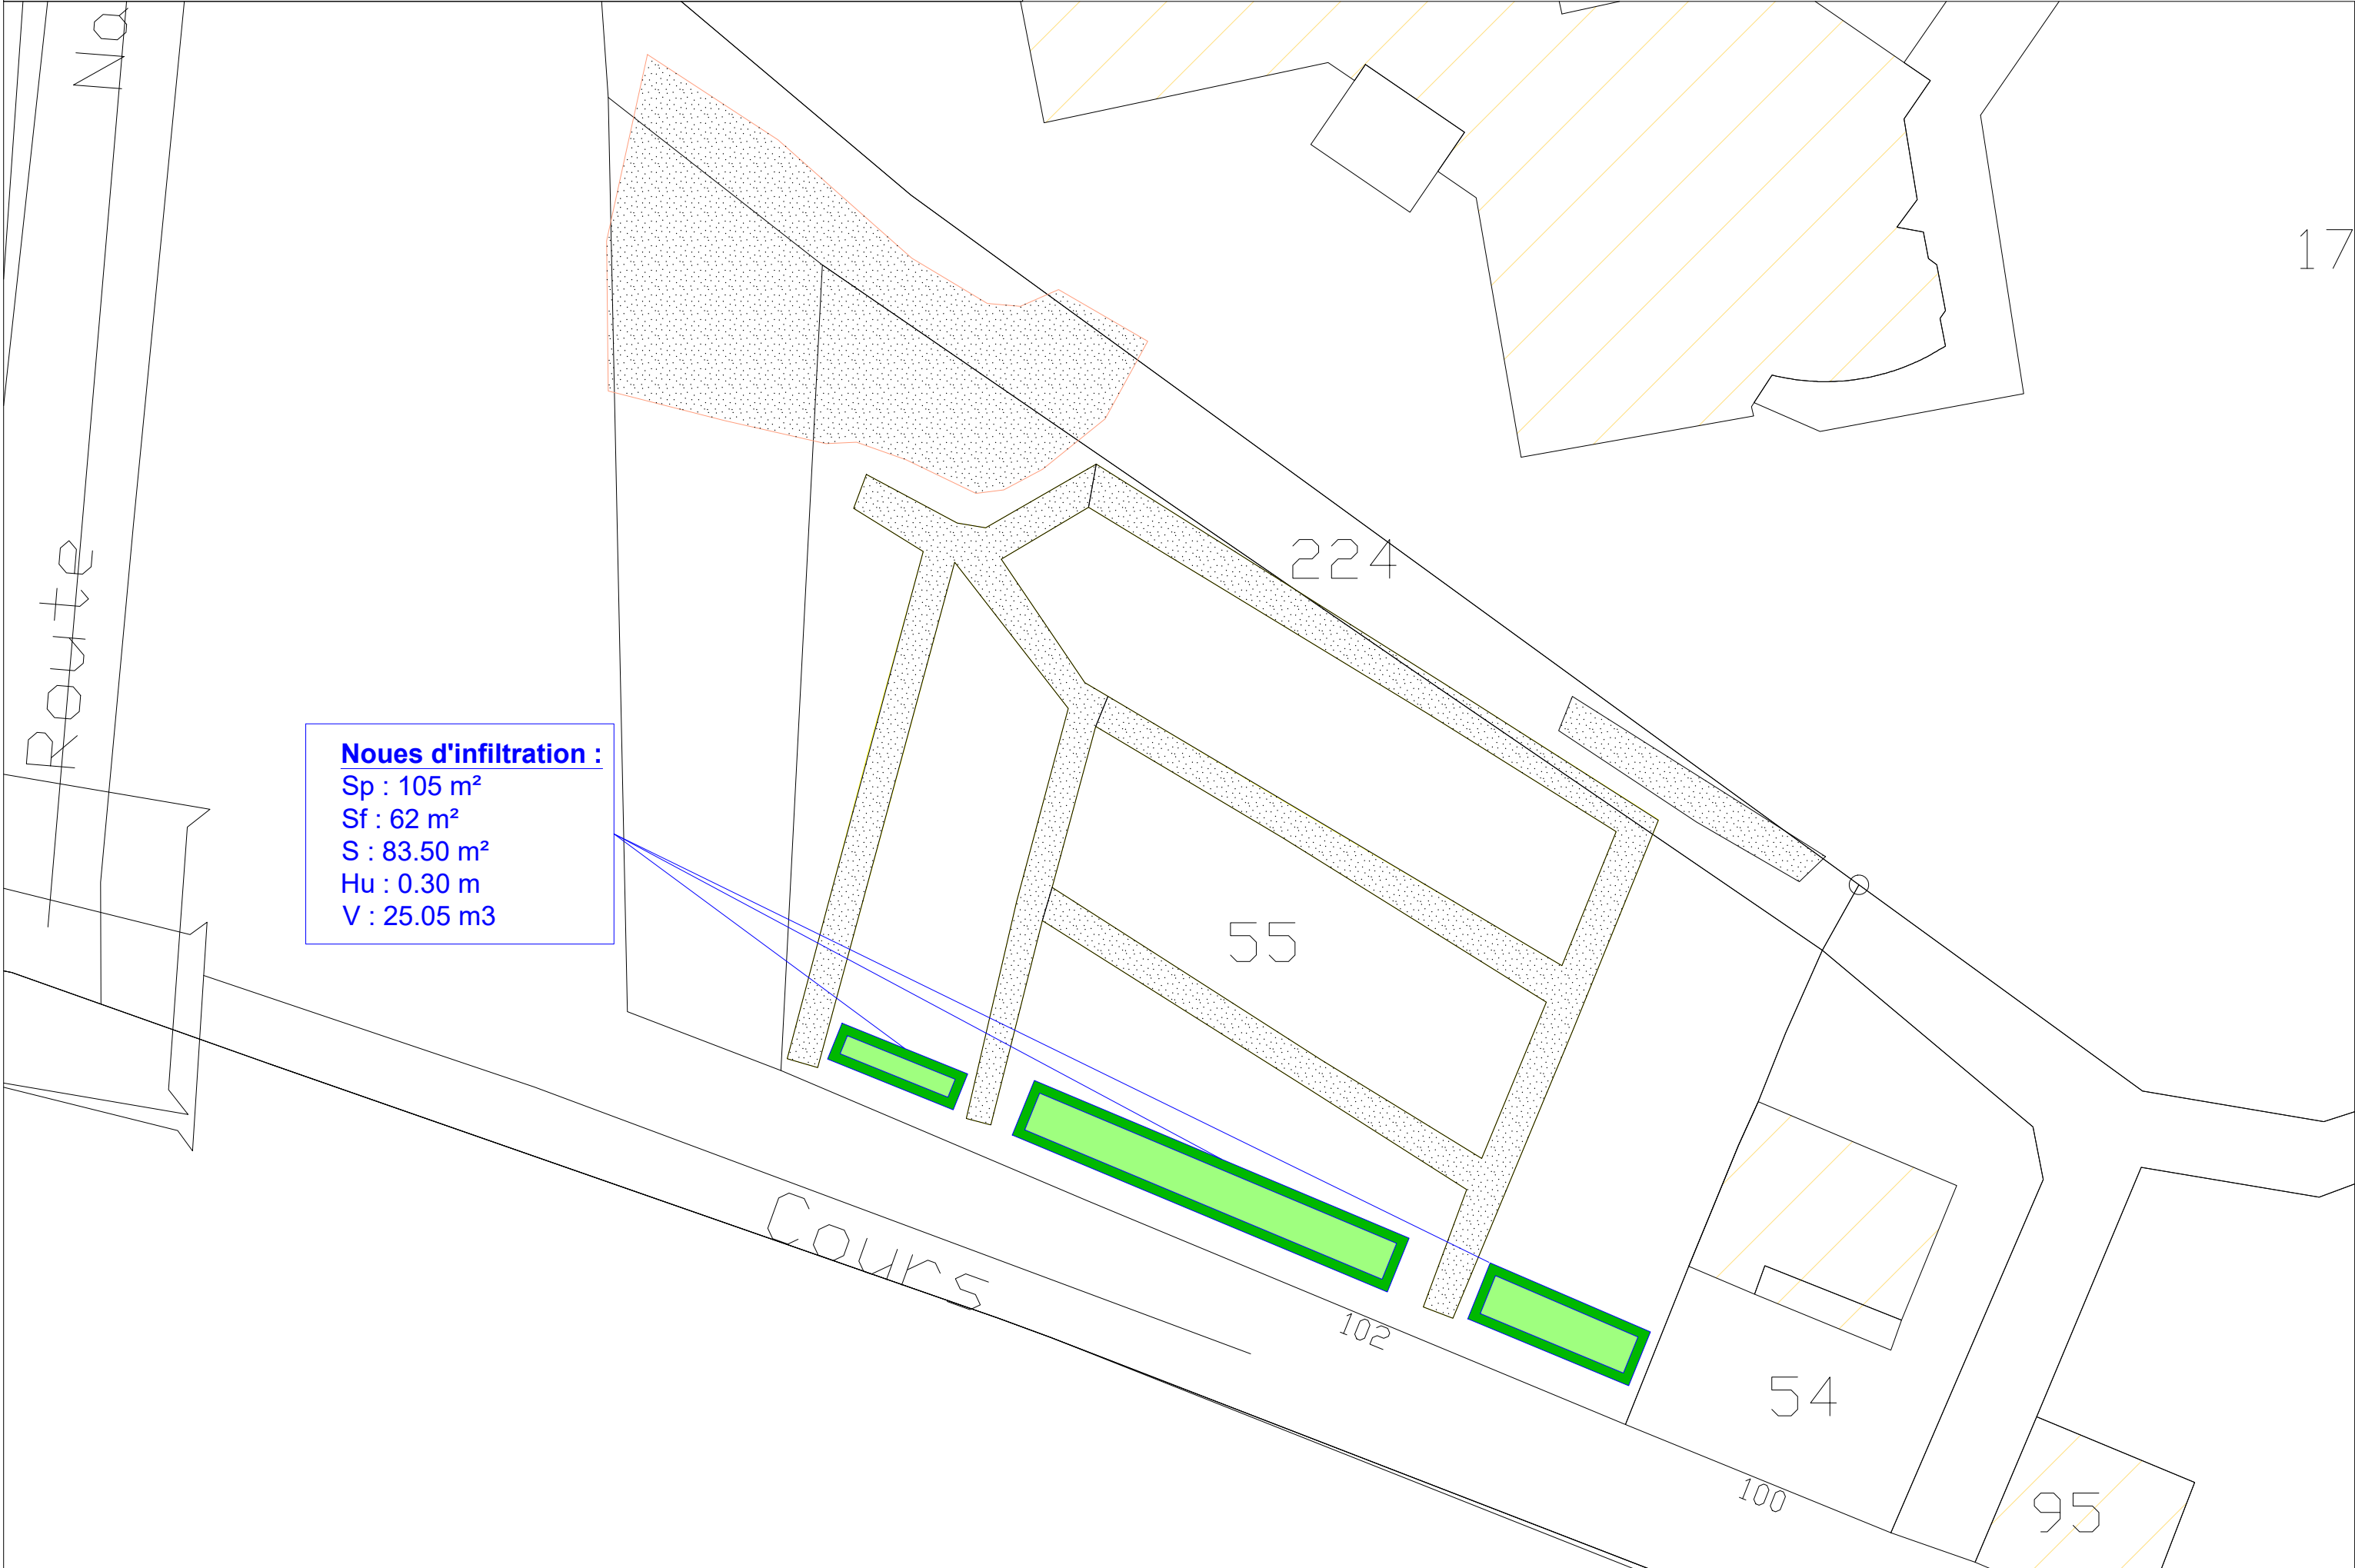 No
17
224
Route
Noues d'infiltration :
Sp : 105 m²
Sf : 62 m²
S : 83.50 m²
Hu : 0.30 m
V : 25.05 m3
55
Cours
102
54
100
95